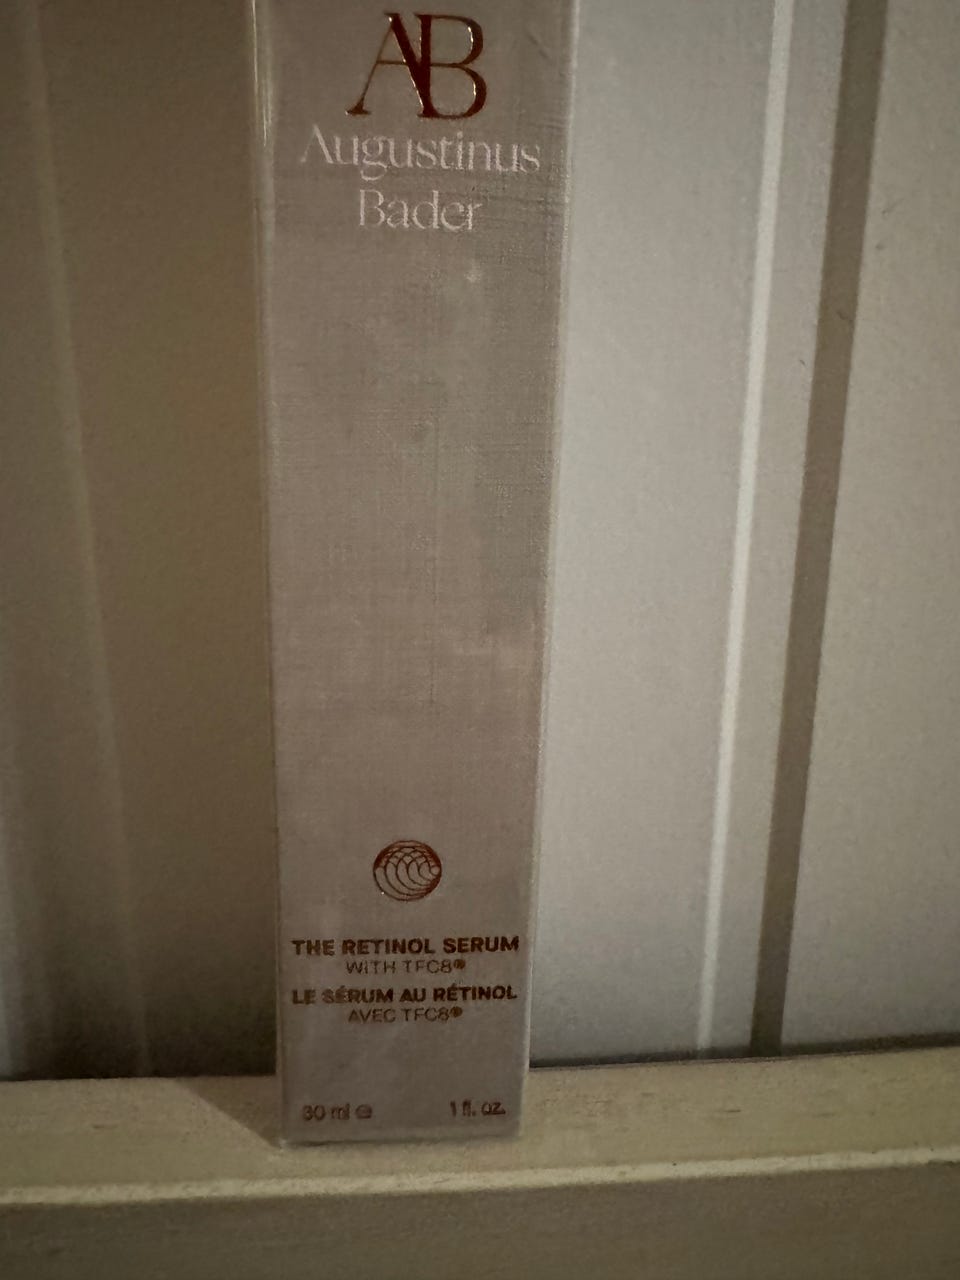 AB
Augustinus
Bader
THE RETINOL SERUM
WITH TFC8®
LE SÉRUM AU RÉTINOL
AVEC TFC8®
30 ml ℮ 1 fl. oz.